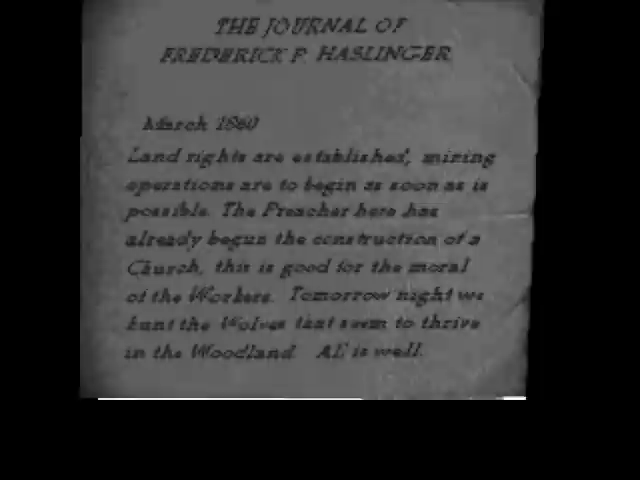 THE JOURNAL OF
FREDERICK P. HASLINGER
March 1860
Land rights are established, mining
operations are to begin as soon as is
possible. The Preacher here has
already begun the construction of a
Church, this is good for the moral
of the Workers. Tomorrow night we
hunt the Wolves that seem to thrive
in the Woodland. All is well.